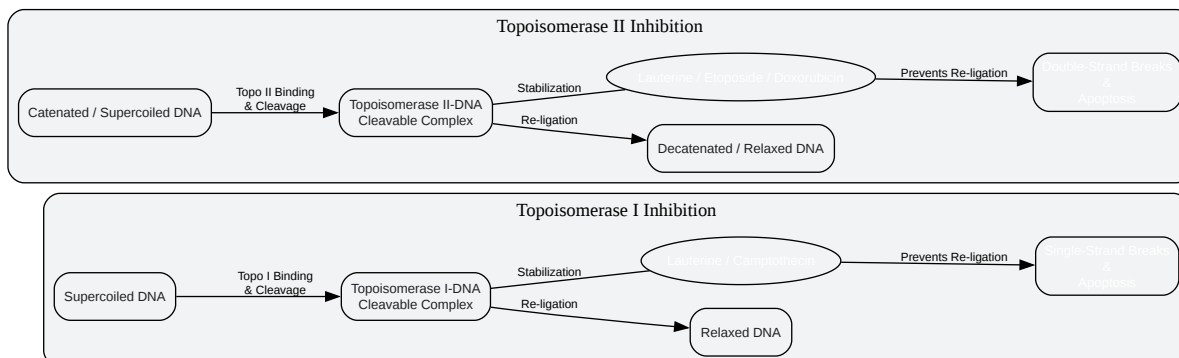 Topoisomerase II Inhibition
Catenated / Supercoiled DNA
Topo II Binding
& Cleavage
Topoisomerase II-DNA
Cleavable Complex
Stabilization
Re-ligation
Lauterine / Etoposide / Doxorubicin
Decatenated / Relaxed DNA
Prevents Re-ligation
Double-Strand Breaks
&
Apoptosis
Topoisomerase I Inhibition
Supercoiled DNA
Topo I Binding
& Cleavage
Topoisomerase I-DNA
Cleavable Complex
Stabilization
Re-ligation
Lauterine / Camptothecin
Relaxed DNA
Prevents Re-ligation
Single-Strand Breaks
&
Apoptosis